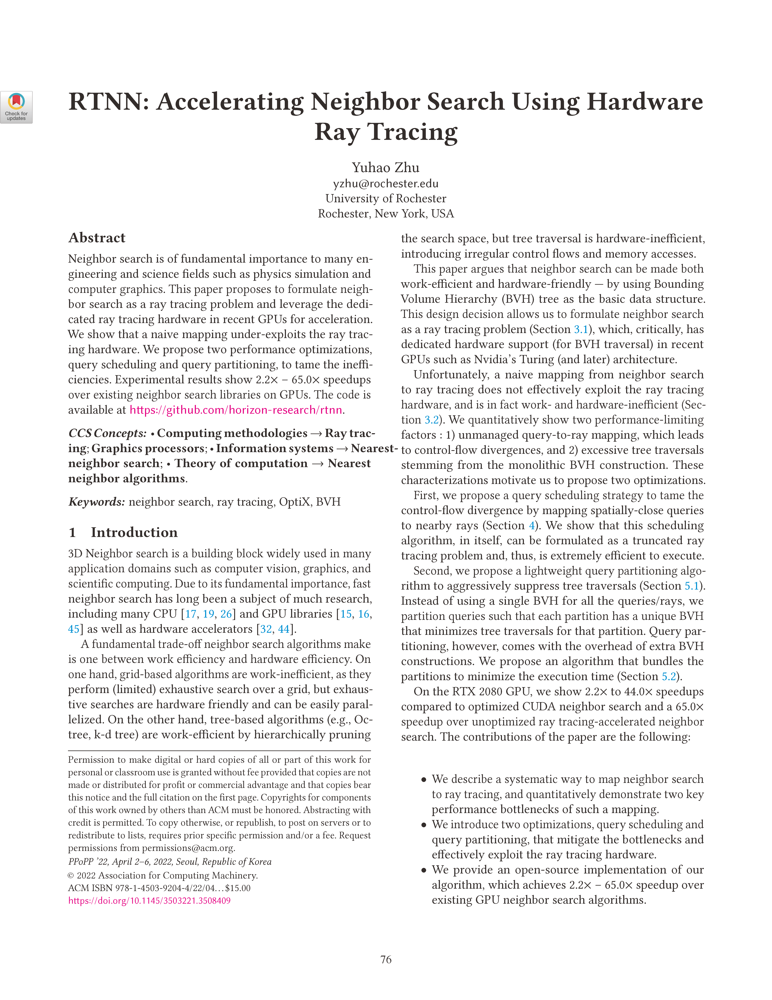 Check for
updates
RTNN: Accelerating Neighbor Search Using Hardware
Ray Tracing
Yuhao Zhu
yzhu@rochester.edu
University of Rochester
Rochester, New York, USA
Abstract
Neighbor search is of fundamental importance to many en-
gineering and science fields such as physics simulation and
computer graphics. This paper proposes to formulate neigh-
bor search as a ray tracing problem and leverage the dedi-
cated ray tracing hardware in recent GPUs for acceleration.
We show that a naive mapping under-exploits the ray trac-
ing hardware. We propose two performance optimizations,
query scheduling and query partitioning, to tame the ineffi-
ciencies. Experimental results show 2.2× – 65.0× speedups
over existing neighbor search libraries on GPUs. The code is
available at https://github.com/horizon-research/rtnn.
CCS Concepts: • Computing methodologies → Ray trac-
ing; Graphics processors; • Information systems → Nearest-
neighbor search; • Theory of computation → Nearest
neighbor algorithms.
Keywords: neighbor search, ray tracing, OptiX, BVH
1 Introduction
3D Neighbor search is a building block widely used in many
application domains such as computer vision, graphics, and
scientific computing. Due to its fundamental importance, fast
neighbor search has long been a subject of much research,
including many CPU [17, 19, 26] and GPU libraries [15, 16,
45] as well as hardware accelerators [32, 44].
A fundamental trade-off neighbor search algorithms make
is one between work efficiency and hardware efficiency. On
one hand, grid-based algorithms are work-inefficient, as they
perform (limited) exhaustive search over a grid, but exhaus-
tive searches are hardware friendly and can be easily paral-
lelized. On the other hand, tree-based algorithms (e.g., Oc-
tree, k-d tree) are work-efficient by hierarchically pruning
Permission to make digital or hard copies of all or part of this work for
personal or classroom use is granted without fee provided that copies are not
made or distributed for profit or commercial advantage and that copies bear
this notice and the full citation on the first page. Copyrights for components
of this work owned by others than ACM must be honored. Abstracting with
credit is permitted. To copy otherwise, or republish, to post on servers or to
redistribute to lists, requires prior specific permission and/or a fee. Request
permissions from permissions@acm.org.
PPoPP ’22, April 2–6, 2022, Seoul, Republic of Korea
© 2022 Association for Computing Machinery.
ACM ISBN 978-1-4503-9204-4/22/04…$15.00
https://doi.org/10.1145/3503221.3508409
the search space, but tree traversal is hardware-inefficient,
introducing irregular control flows and memory accesses.
This paper argues that neighbor search can be made both
work-efficient and hardware-friendly — by using Bounding
Volume Hierarchy (BVH) tree as the basic data structure.
This design decision allows us to formulate neighbor search
as a ray tracing problem (Section 3.1), which, critically, has
dedicated hardware support (for BVH traversal) in recent
GPUs such as Nvidia’s Turing (and later) architecture.
Unfortunately, a naive mapping from neighbor search
to ray tracing does not effectively exploit the ray tracing
hardware, and is in fact work- and hardware-inefficient (Sec-
tion 3.2). We quantitatively show two performance-limiting
factors : 1) unmanaged query-to-ray mapping, which leads
to control-flow divergences, and 2) excessive tree traversals
stemming from the monolithic BVH construction. These
characterizations motivate us to propose two optimizations.
First, we propose a query scheduling strategy to tame the
control-flow divergence by mapping spatially-close queries
to nearby rays (Section 4). We show that this scheduling
algorithm, in itself, can be formulated as a truncated ray
tracing problem and, thus, is extremely efficient to execute.
Second, we propose a lightweight query partitioning algo-
rithm to aggressively suppress tree traversals (Section 5.1).
Instead of using a single BVH for all the queries/rays, we
partition queries such that each partition has a unique BVH
that minimizes tree traversals for that partition. Query par-
titioning, however, comes with the overhead of extra BVH
constructions. We propose an algorithm that bundles the
partitions to minimize the execution time (Section 5.2).
On the RTX 2080 GPU, we show 2.2× to 44.0× speedups
compared to optimized CUDA neighbor search and a 65.0×
speedup over unoptimized ray tracing-accelerated neighbor
search. The contributions of the paper are the following:
• We describe a systematic way to map neighbor search
to ray tracing, and quantitatively demonstrate two key
performance bottlenecks of such a mapping.
• We introduce two optimizations, query scheduling and
query partitioning, that mitigate the bottlenecks and
effectively exploit the ray tracing hardware.
• We provide an open-source implementation of our
algorithm, which achieves 2.2× – 65.0× speedup over
existing GPU neighbor search algorithms.
76